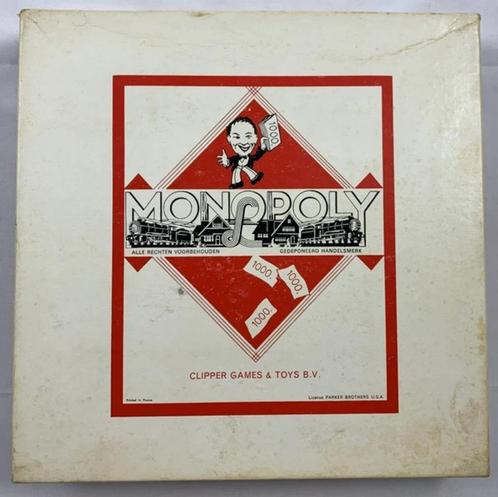 1000.
MONOPOLY
ALLE RECHTEN VOORBEHOUDEN GEDEPONEERD HANDELSMERK
1000.
1000.
1000.
CLIPPER GAMES & TOYS B.V.
Printed in France Licence PARKER BROTHERS U.S.A.